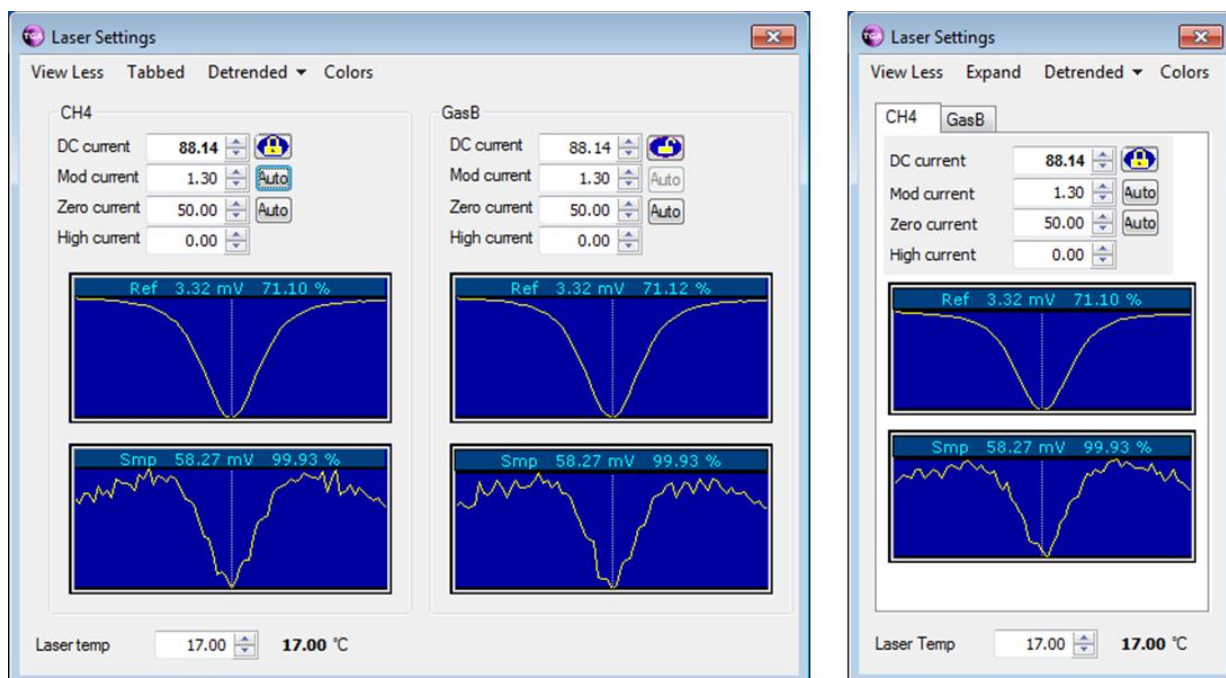 Laser Settings
View Less Tabbed Detrended Colors
CH4
DC current 88.14
Mod current 1.30 Auto
Zero current 50.00 Auto
High current 0.00
Ref 3.32 mV 71.10 %
Smp 58.27 mV 99.93 %
GasB
DC current 88.14
Mod current 1.30 Auto
Zero current 50.00 Auto
High current 0.00
Ref 3.32 mV 71.12 %
Smp 58.27 mV 99.93 %
Laser temp 17.00 17.00 °C
Laser Settings
View Less Expand Detrended Colors
CH4 GasB
DC current 88.14
Mod current 1.30 Auto
Zero current 50.00 Auto
High current 0.00
Ref 3.32 mV 71.10 %
Smp 58.27 mV 99.93 %
Laser Temp 17.00 17.00 °C